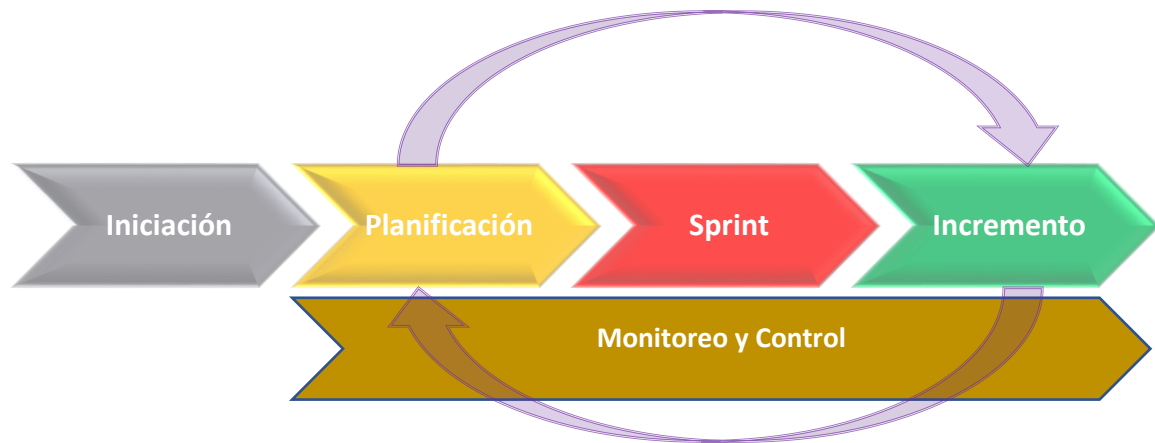 Iniciación
Planificación
Sprint
Incremento
Monitoreo y Control